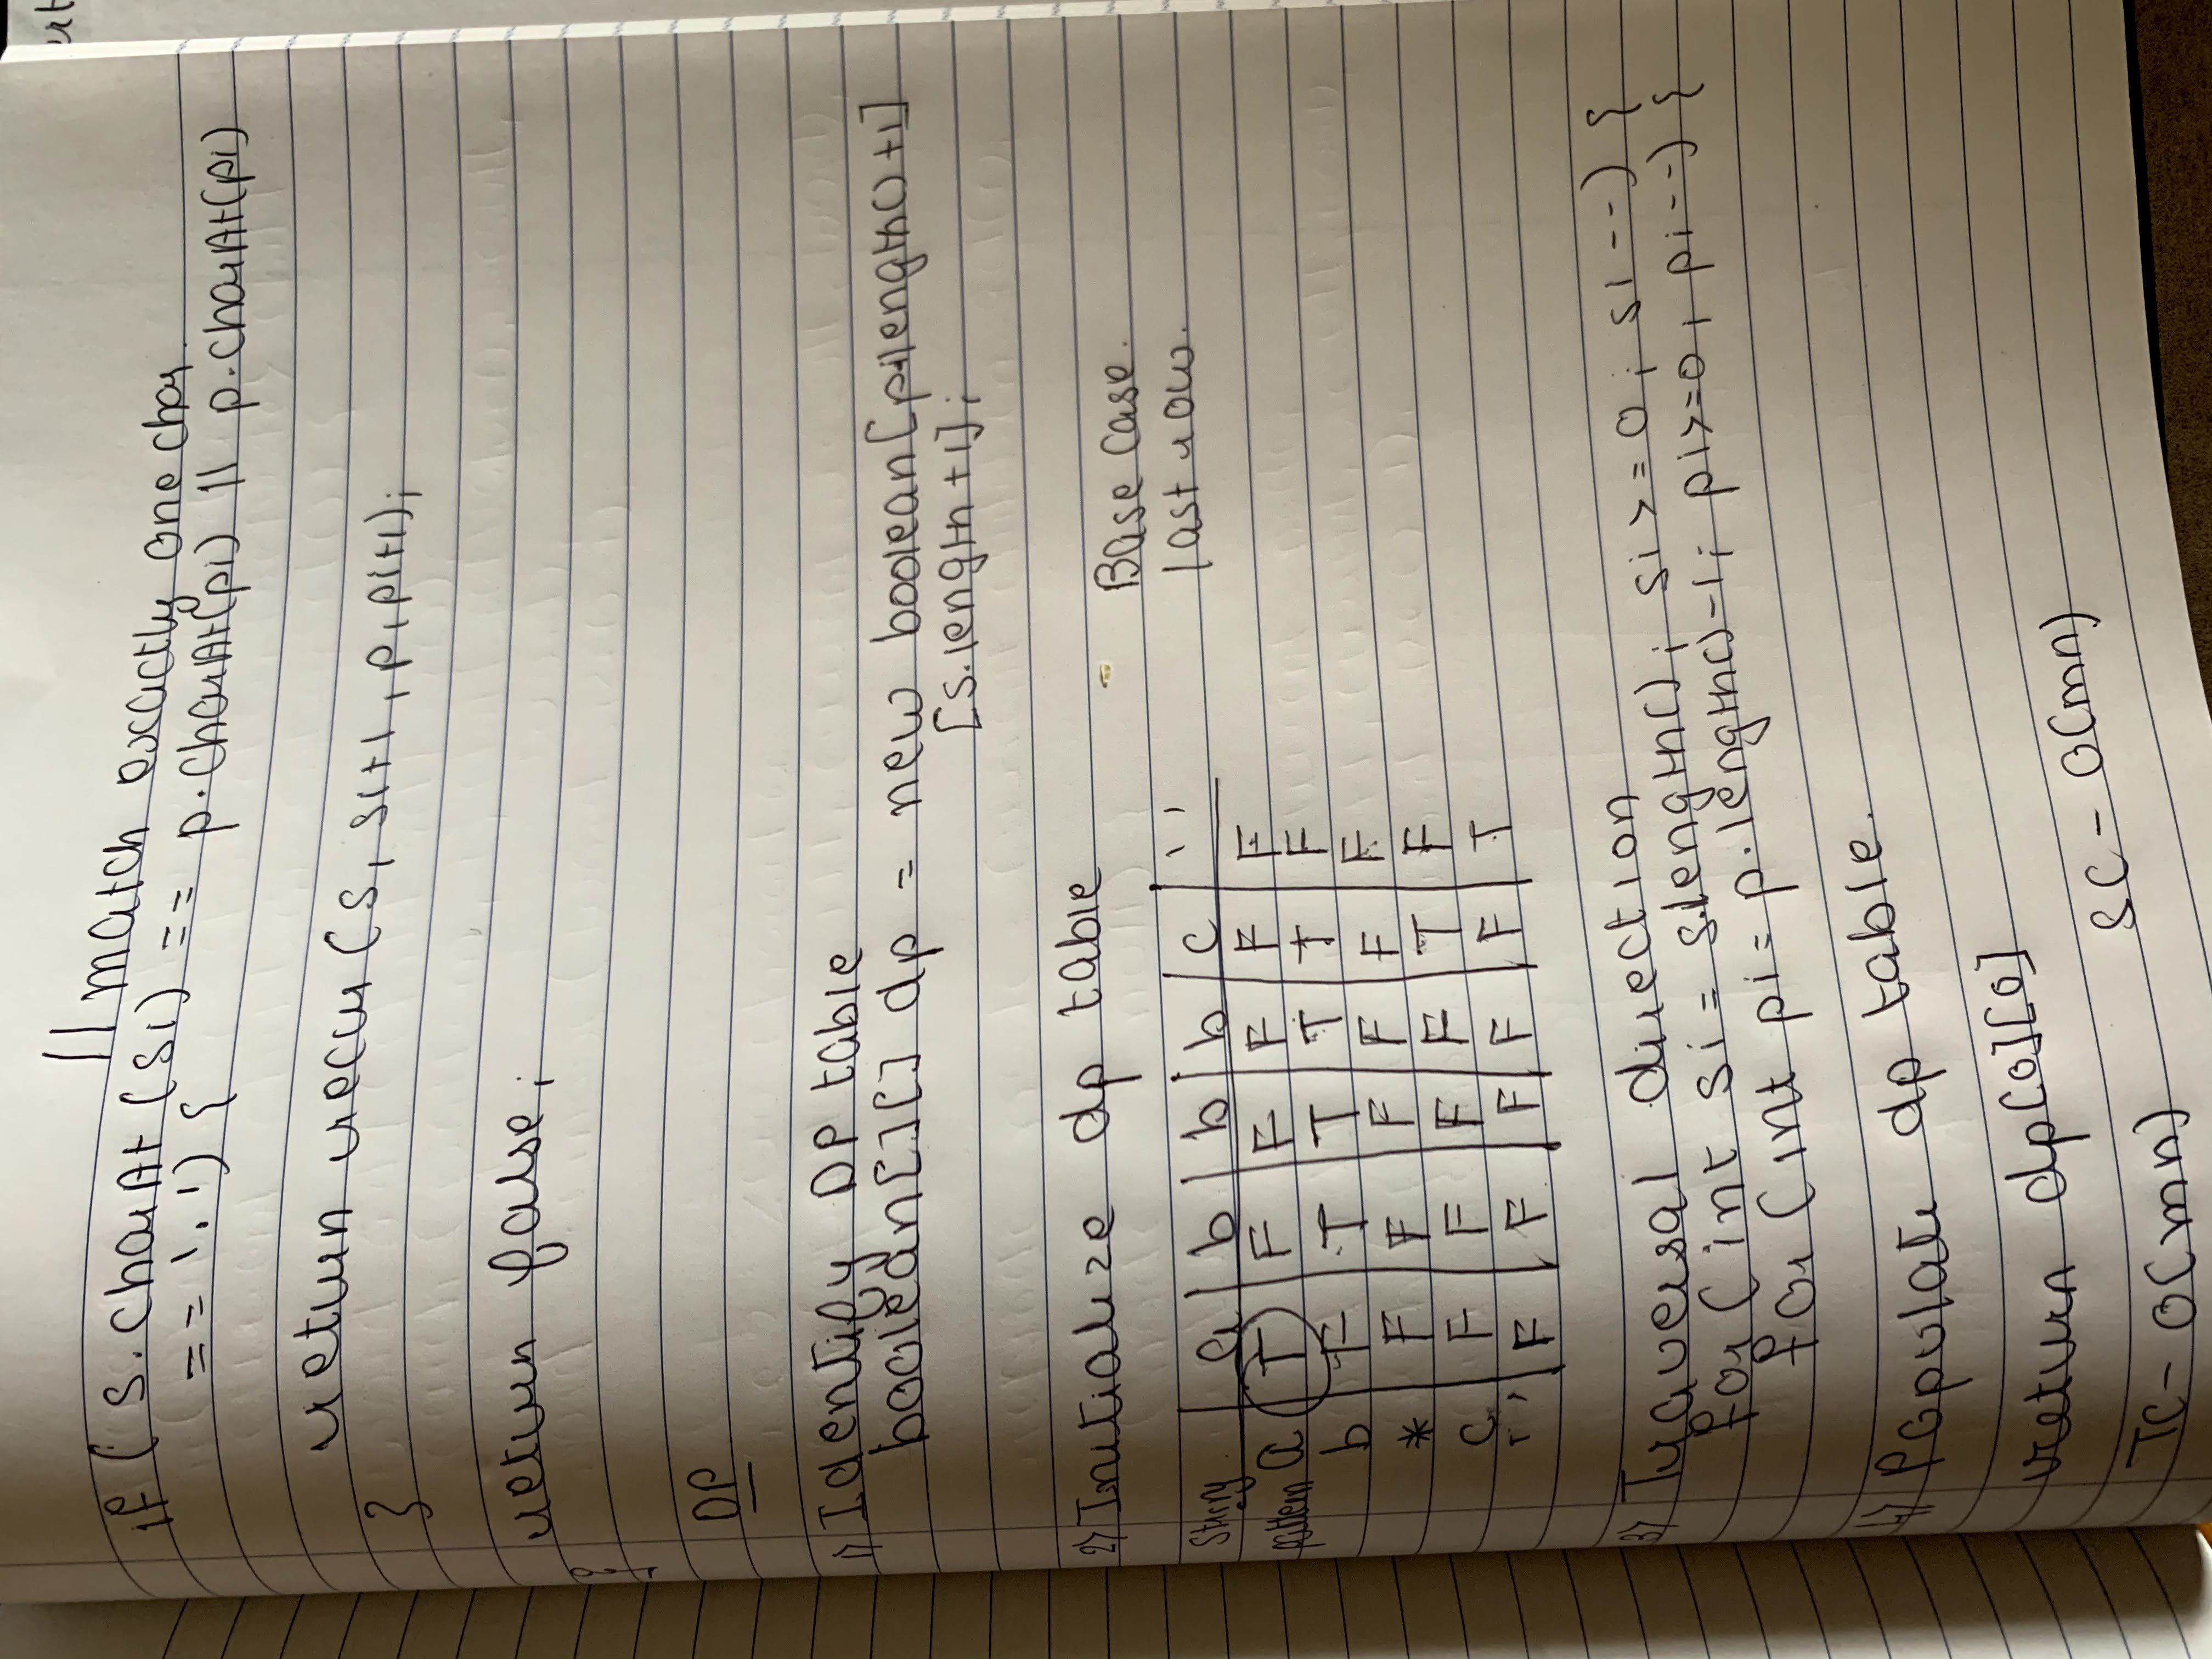 // match exactly one char
if ( s.charAt (si) == p.charAt(pi) || p.charAt(pi)
== '.') {
return recur (s, si+1, p, pi+1);
}
return false;
DP
1) Identify DP table
boolean[][] dp = new boolean[p.length() +1]
[s.length +1];
2) Initialize dp table
Base case.
last row.
String a b b b c ' '
pattern a T F F F F F
b F T T T T F
* F F F F F F
c F F F F T F
' ' F F F F F T
3) Traversal direction
for ( int si = s.length(); si >= 0; si --) {
for (int pi = p.length()-1; pi>=0; pi--) {
4) Populate dp table.
return dp[0][0]
SC - O(mn)
TC - O(mn)